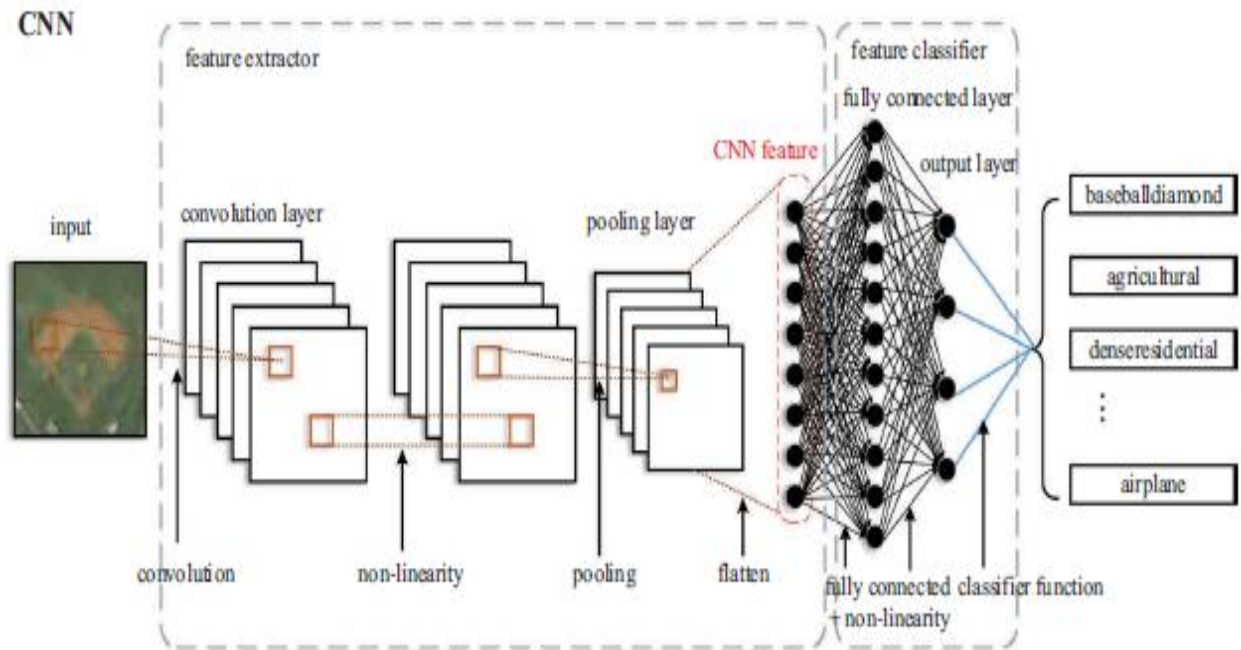 CNN
feature extractor
feature classifier
fully connected layer
CNN feature
output layer
convolution layer
pooling layer
input
baseballdiamond
agricultural
denseresidential
⋮
airplane
convolution
non-linearity
pooling
flatten
fully connected classifier function
+ non-linearity